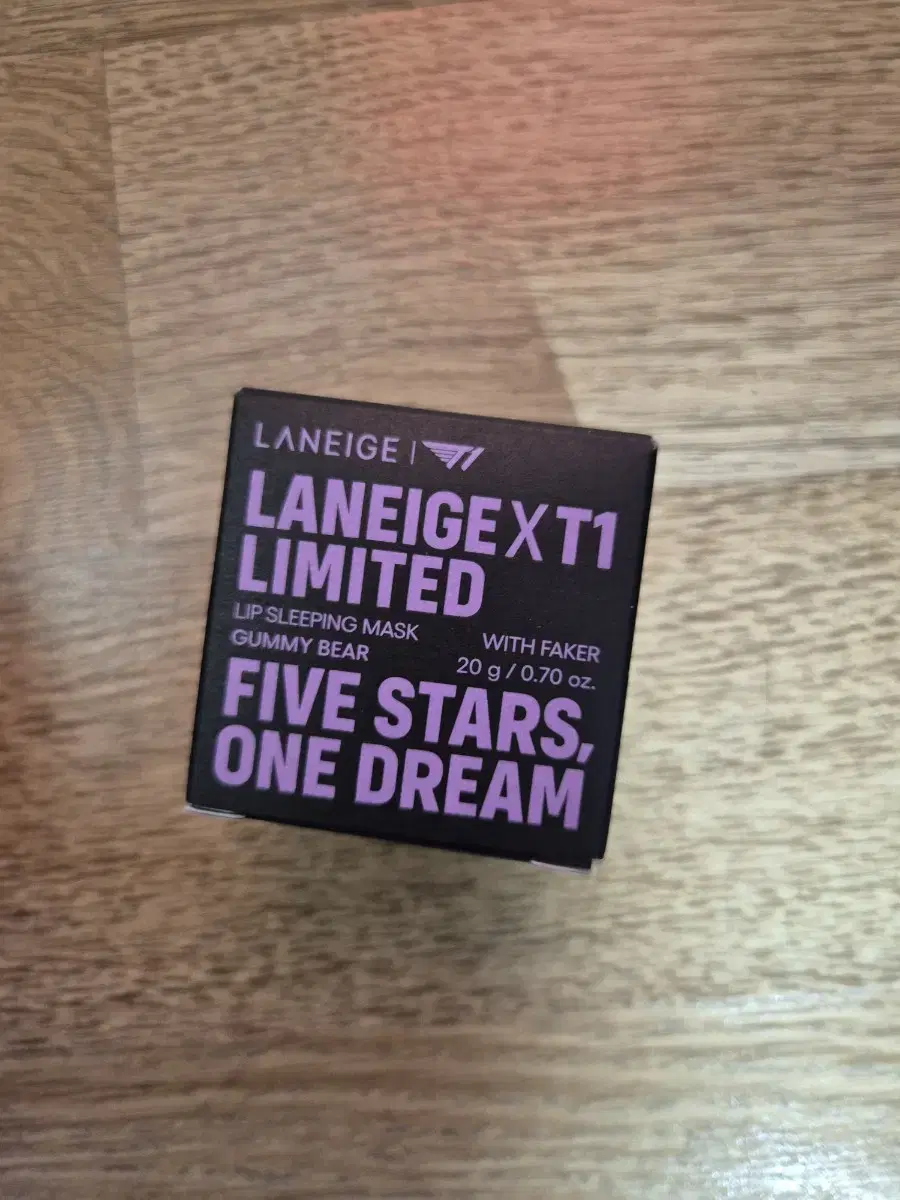 LANEIGE | T1
LANEIGE X T1
LIMITED
LIP SLEEPING MASK
GUMMY BEAR
WITH FAKER
20 g / 0.70 oz.
FIVE STARS,
ONE DREAM